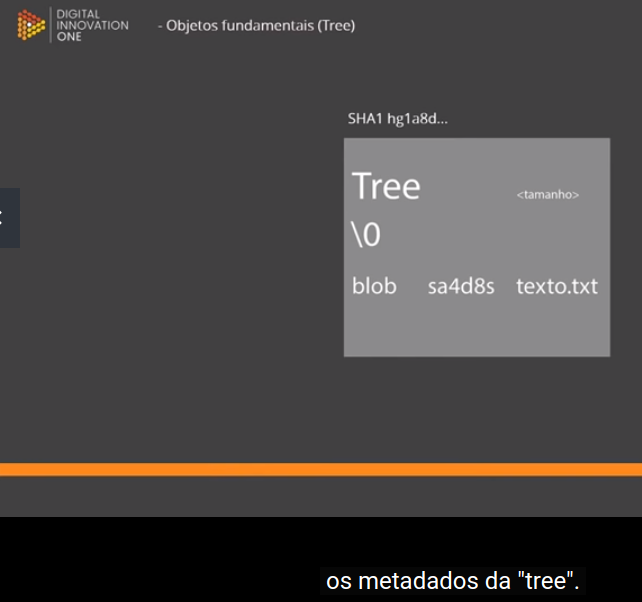 DIGITAL
INNOVATION
ONE
- Objetos fundamentais (Tree)
SHA1 hg1a8d...
Tree <tamanho>
\0
blob sa4d8s texto.txt
os metadados da "tree".